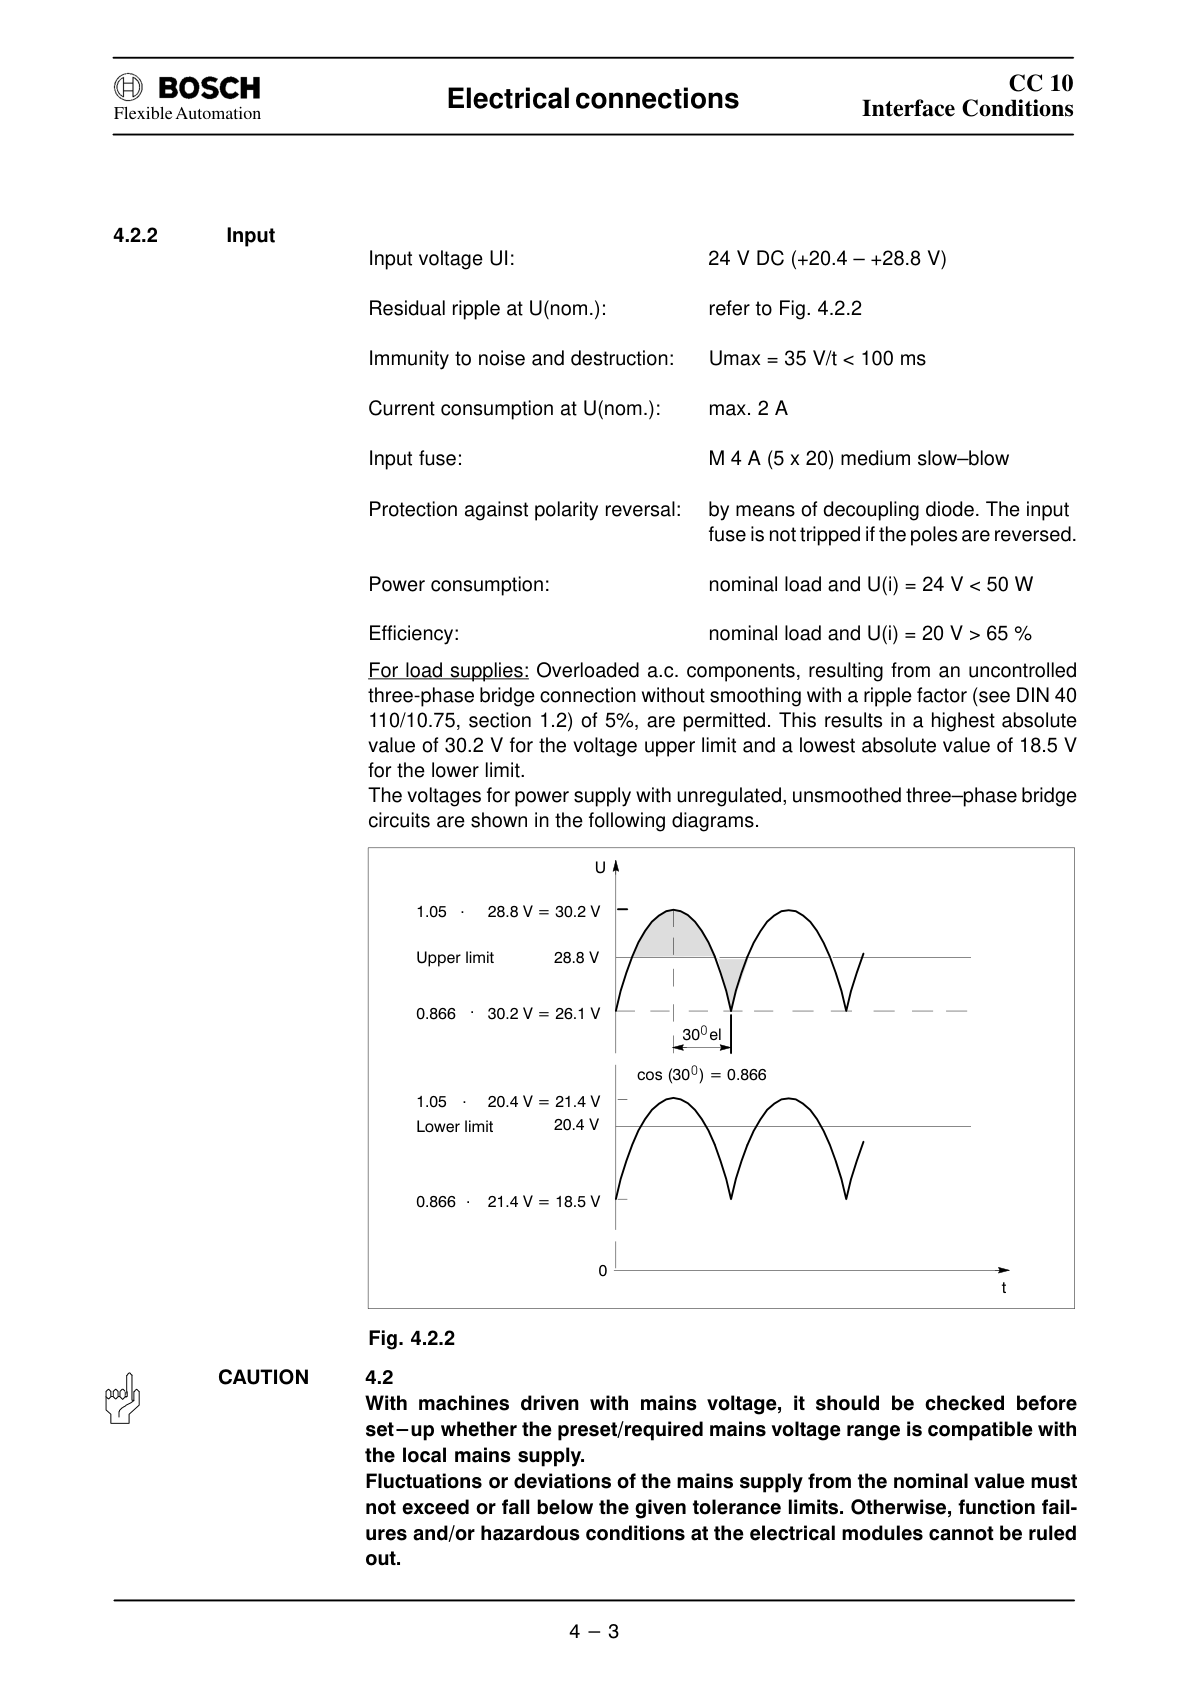 BOSCH
Flexible Automation
Electrical connections
CC 10
Interface Conditions
4.2.2 Input
Input voltage UI: 24 V DC (+20.4 – +28.8 V)
Residual ripple at U(nom.): refer to Fig. 4.2.2
Immunity to noise and destruction: Umax = 35 V/t < 100 ms
Current consumption at U(nom.): max. 2 A
Input fuse: M 4 A (5 x 20) medium slow–blow
Protection against polarity reversal: by means of decoupling diode. The input
fuse is not tripped if the poles are reversed.
Power consumption: nominal load and U(i) = 24 V < 50 W
Efficiency: nominal load and U(i) = 20 V > 65 %
For load supplies: Overloaded a.c. components, resulting from an uncontrolled
three-phase bridge connection without smoothing with a ripple factor (see DIN 40
110/10.75, section 1.2) of 5%, are permitted. This results in a highest absolute
value of 30.2 V for the voltage upper limit and a lowest absolute value of 18.5 V
for the lower limit.
The voltages for power supply with unregulated, unsmoothed three–phase bridge
circuits are shown in the following diagrams.
U
1.05 · 28.8 V = 30.2 V
Upper limit 28.8 V
0.866 · 30.2 V = 26.1 V
30⁰ el
cos (30⁰) = 0.866
1.05 · 20.4 V = 21.4 V
Lower limit 20.4 V
0.866 · 21.4 V = 18.5 V
0
t
Fig. 4.2.2
CAUTION 4.2
With machines driven with mains voltage, it should be checked before
set–up whether the preset/required mains voltage range is compatible with
the local mains supply.
Fluctuations or deviations of the mains supply from the nominal value must
not exceed or fall below the given tolerance limits. Otherwise, function fail-
ures and/or hazardous conditions at the electrical modules cannot be ruled
out.
4 – 3